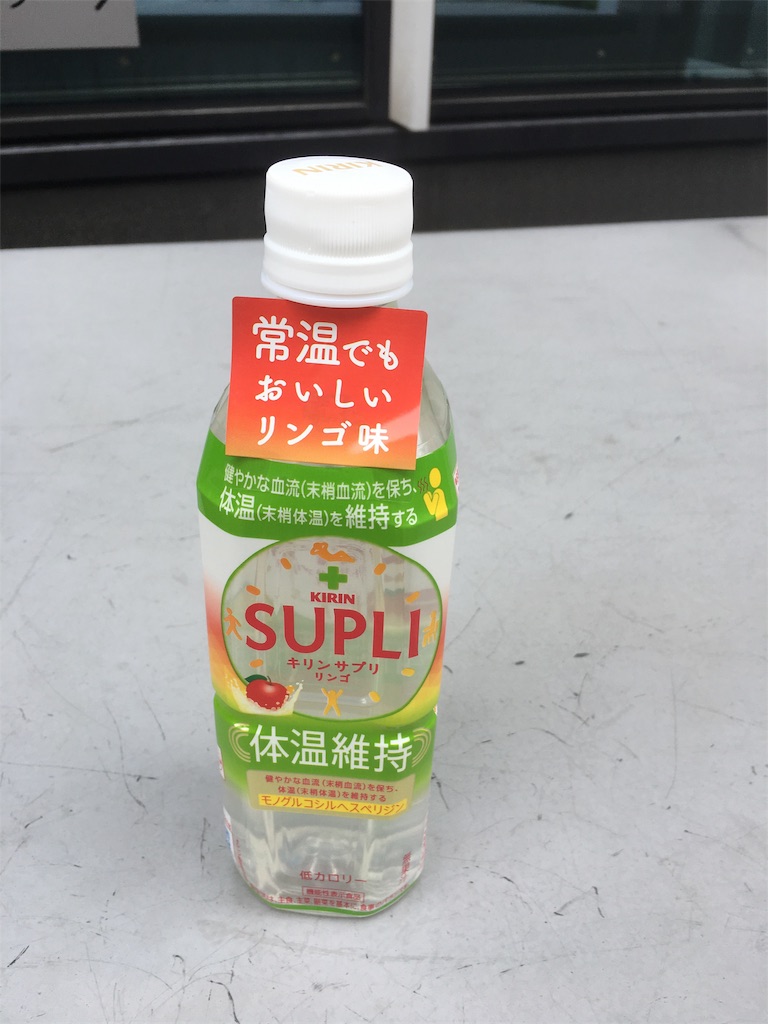 KIRIN
常温でも
おいしい
リンゴ味
健やかな血流(末梢血流)を保ち、
体温(末梢体温)を維持する
KIRIN
SUPLI
キリン サプリ
リンゴ
体温維持
健やかな血流(末梢血流)を保ち、
体温(末梢体温)を維持する
モノグルコシルヘスペリジン
低カロリー
機能性表示食品